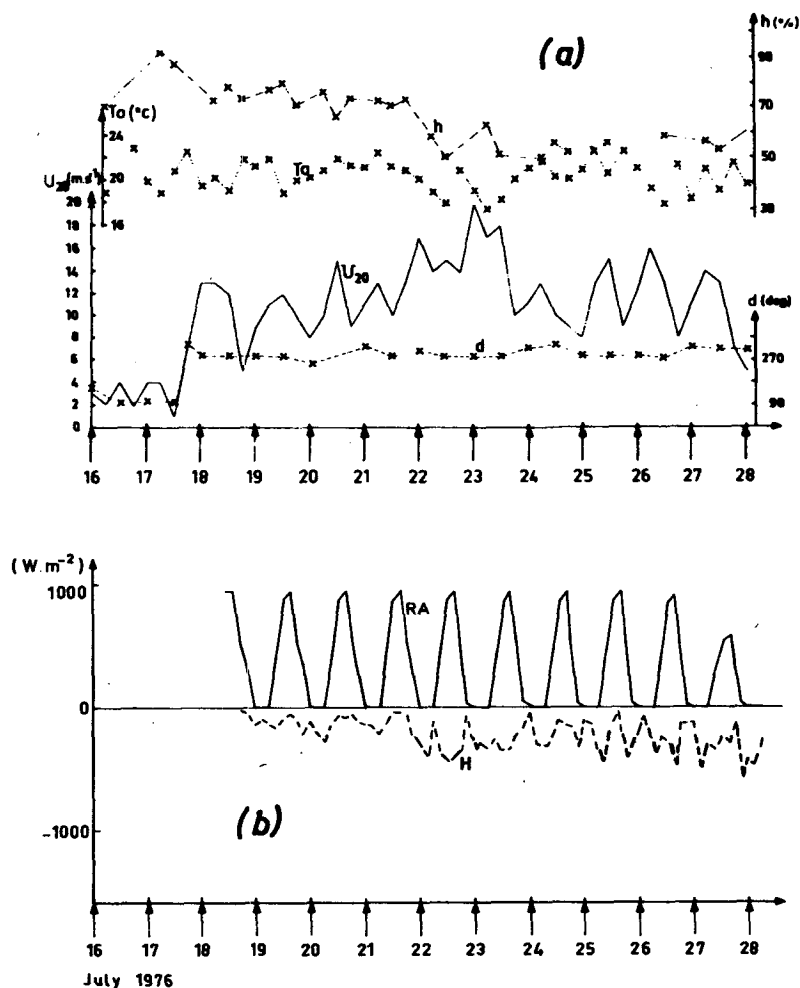 (a)
h (%)
90
70
50
30
Ta (°C)
24
20
16
U20 (m.s-1)
20
18
16
14
12
10
8
6
4
2
0
h
Ta
U20
d
d (deg)
270
90
16 17 18 19 20 21 22 23 24 25 26 27 28
(W.m-2)
1000
0
-1000
RA
H
(b)
16 17 18 19 20 21 22 23 24 25 26 27 28
July 1976